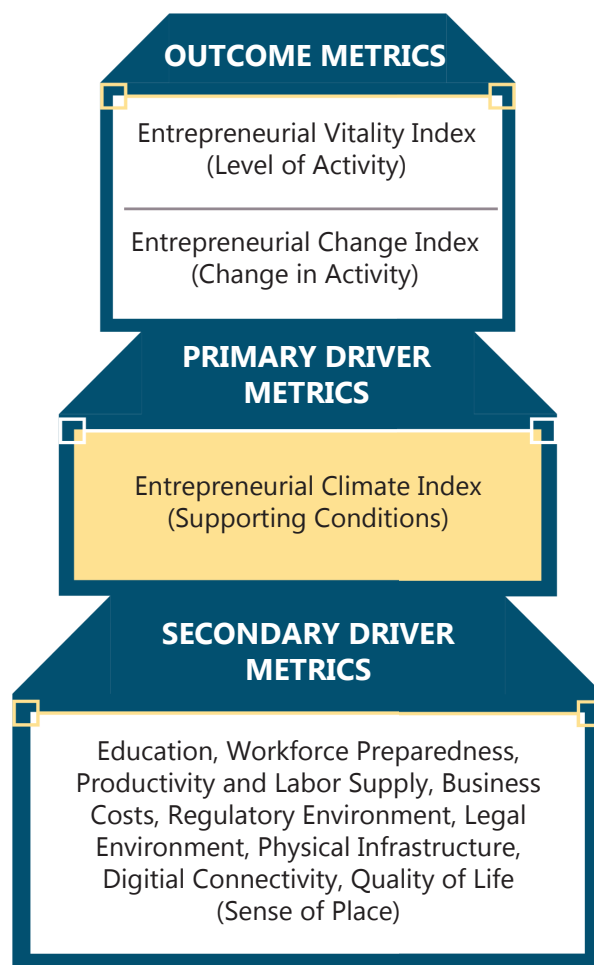 OUTCOME METRICS
Entrepreneurial Vitality Index
(Level of Activity)
Entrepreneurial Change Index
(Change in Activity)
PRIMARY DRIVER
METRICS
Entrepreneurial Climate Index
(Supporting Conditions)
SECONDARY DRIVER
METRICS
Education, Workforce Preparedness,
Productivity and Labor Supply, Business
Costs, Regulatory Environment, Legal
Environment, Physical Infrastructure,
Digitial Connectivity, Quality of Life
(Sense of Place)